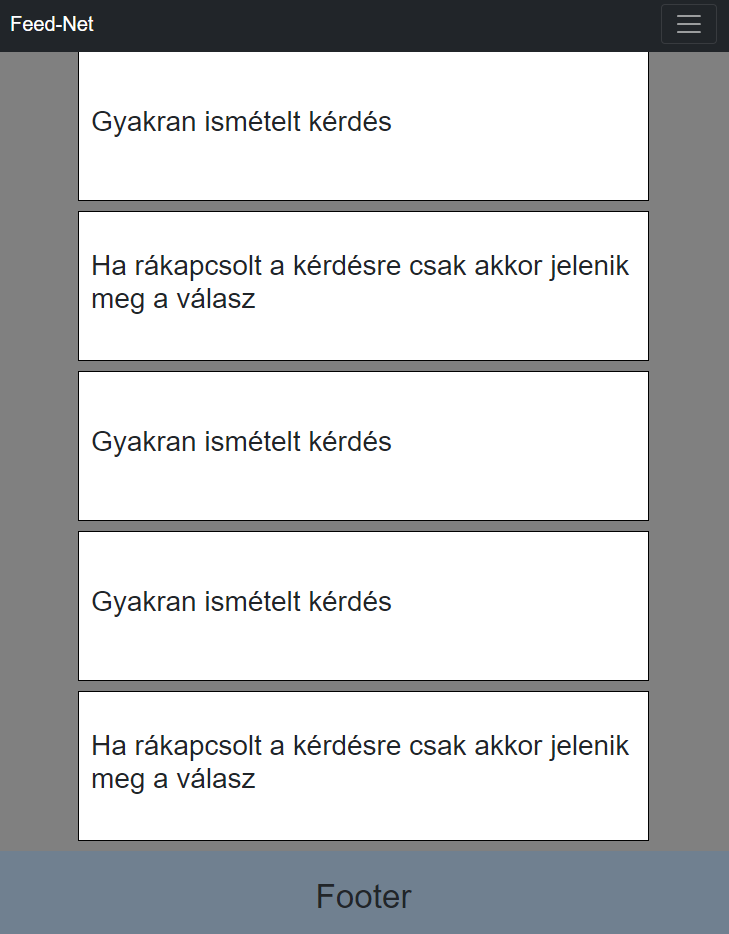 Feed-Net
Gyakran ismételt kérdés
Ha rákapcsolt a kérdésre csak akkor jelenik
meg a válasz
Gyakran ismételt kérdés
Gyakran ismételt kérdés
Ha rákapcsolt a kérdésre csak akkor jelenik
meg a válasz
Footer